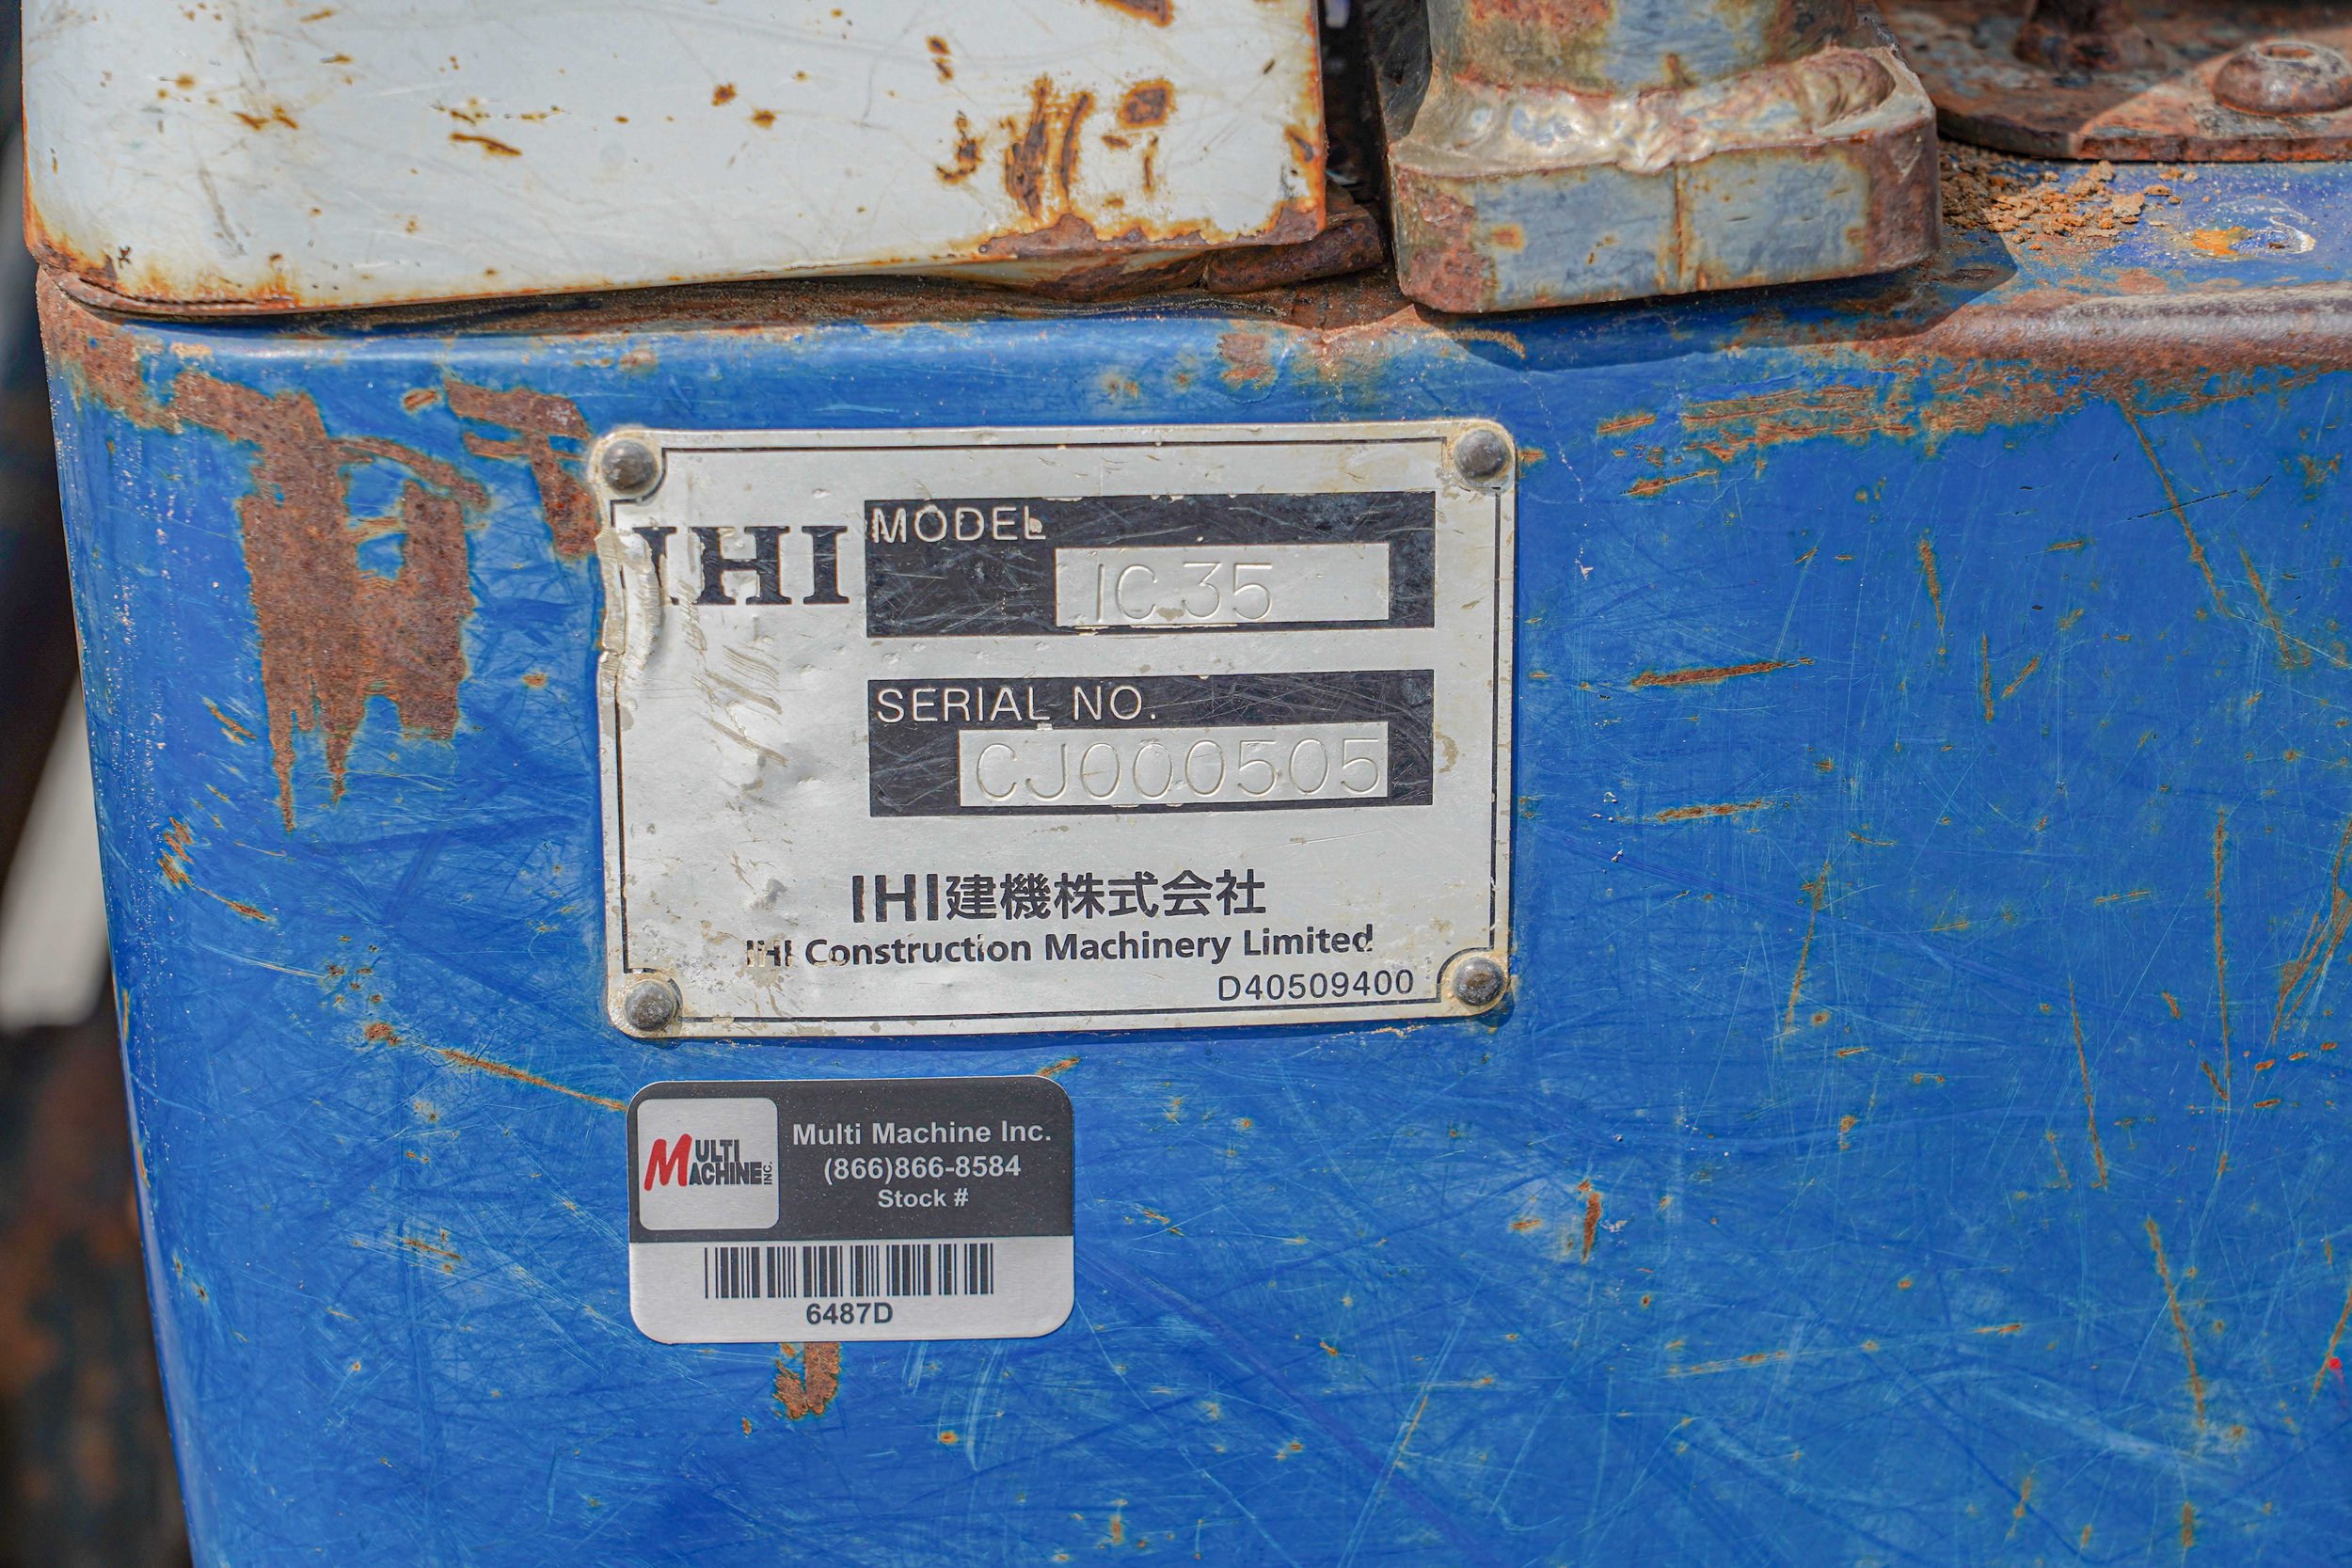 IHI
MODEL
IC35
SERIAL NO.
CJ000505
IHI建機株式会社
IHI Construction Machinery Limited
D40509400
MULTI
MACHINE INC.
Multi Machine Inc.
(866)866-8584
Stock #
6487D